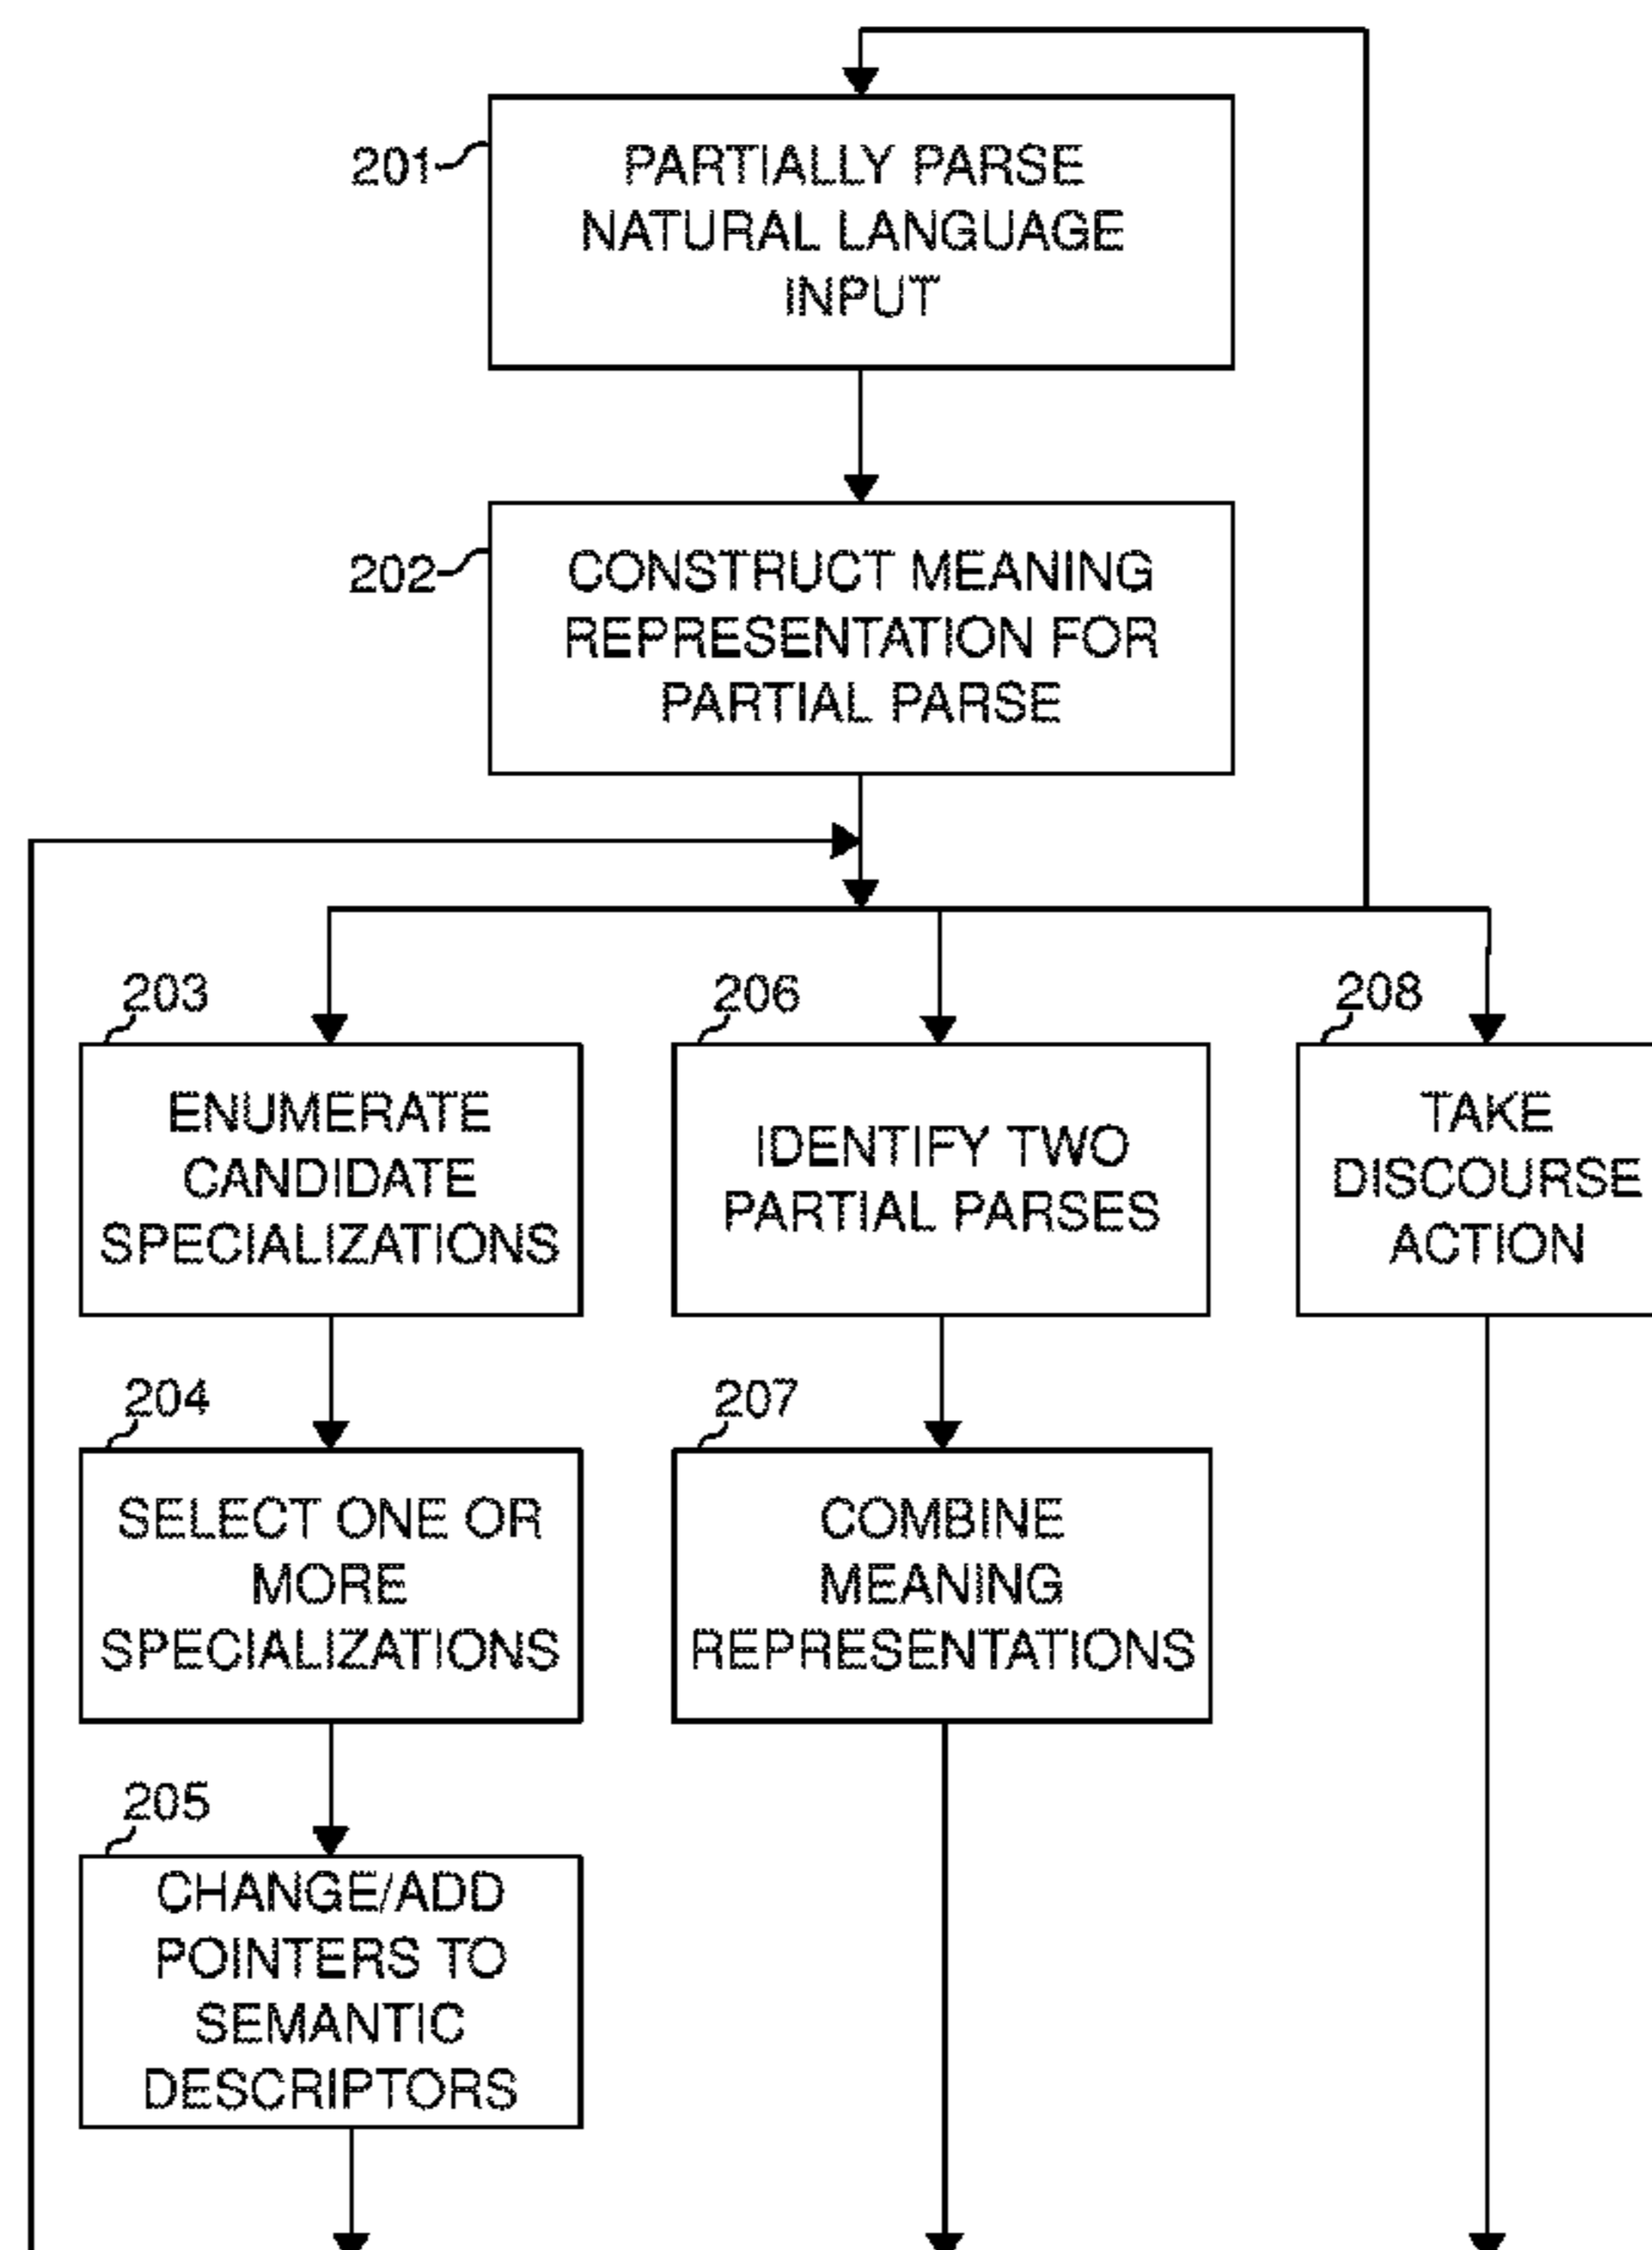 201
PARTIALLY PARSE
NATURAL LANGUAGE
INPUT
202
CONSTRUCT MEANING
REPRESENTATION FOR
PARTIAL PARSE
203
ENUMERATE
CANDIDATE
SPECIALIZATIONS
206
IDENTIFY TWO
PARTIAL PARSES
208
TAKE
DISCOURSE
ACTION
204
SELECT ONE OR
MORE
SPECIALIZATIONS
207
COMBINE
MEANING
REPRESENTATIONS
205
CHANGE/ADD
POINTERS TO
SEMANTIC
DESCRIPTORS